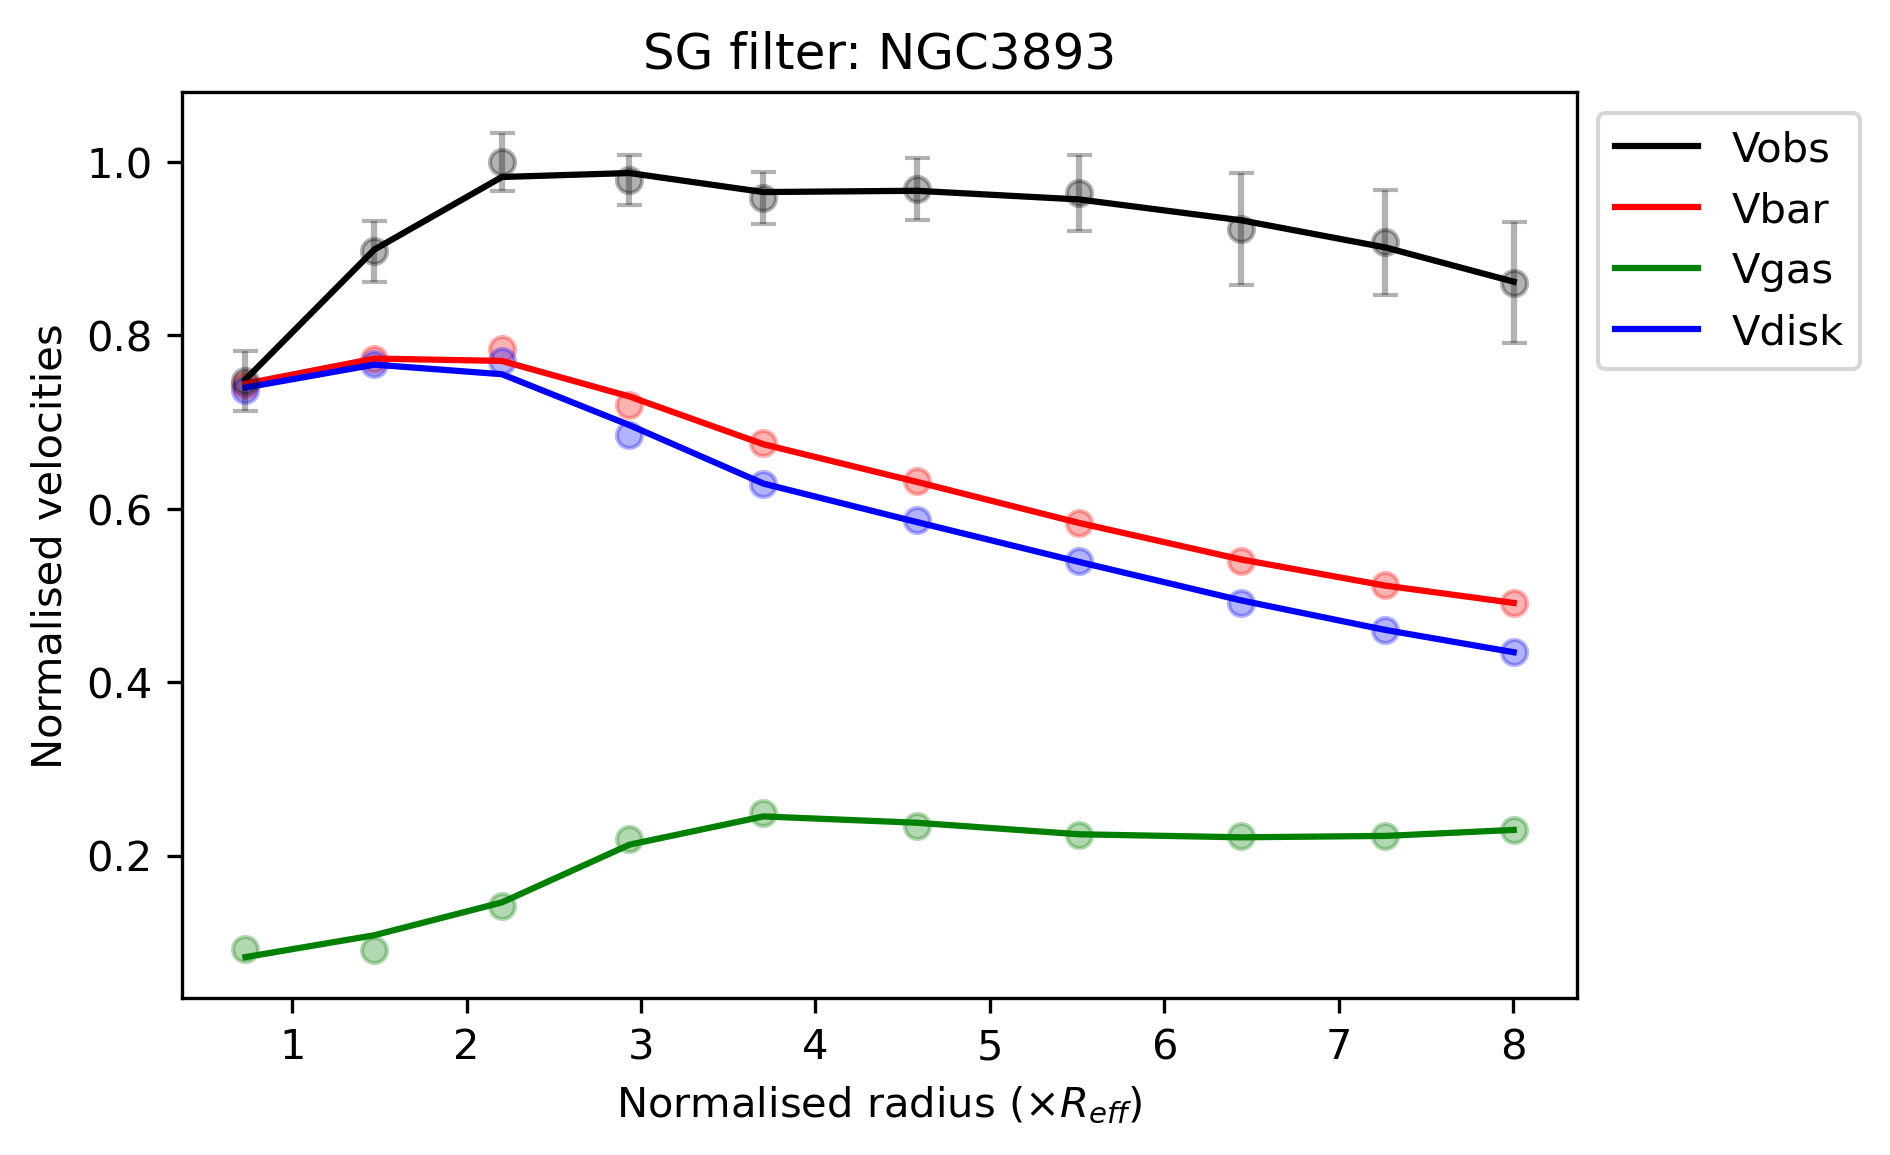 SG filter: NGC3893
Normalised velocities
1.0
0.8
0.6
0.4
0.2
1 2 3 4 5 6 7 8
Normalised radius (×R_eff)
Vobs
Vbar
Vgas
Vdisk